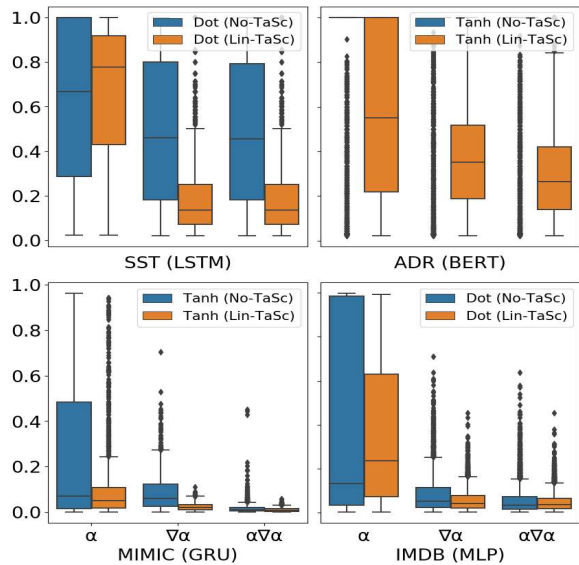 Dot (No-TaSc)
Dot (Lin-TaSc)
1.0
0.8
0.6
0.4
0.2
0.0
SST (LSTM)
Tanh (No-TaSc)
Tanh (Lin-TaSc)
ADR (BERT)
Tanh (No-TaSc)
Tanh (Lin-TaSc)
1.0
0.8
0.6
0.4
0.2
0.0
α ∇α α∇α
MIMIC (GRU)
Dot (No-TaSc)
Dot (Lin-TaSc)
α ∇α α∇α
IMDB (MLP)